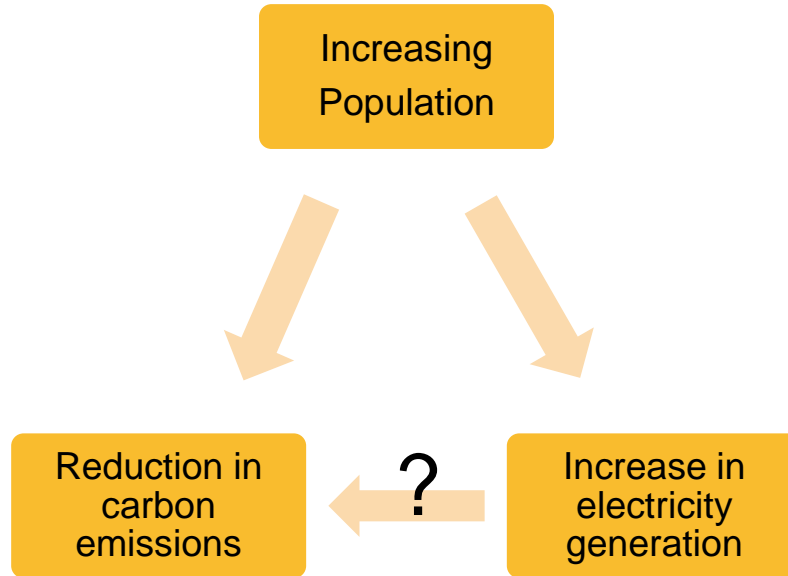 Increasing
Population
?
Reduction in
carbon
emissions
Increase in
electricity
generation